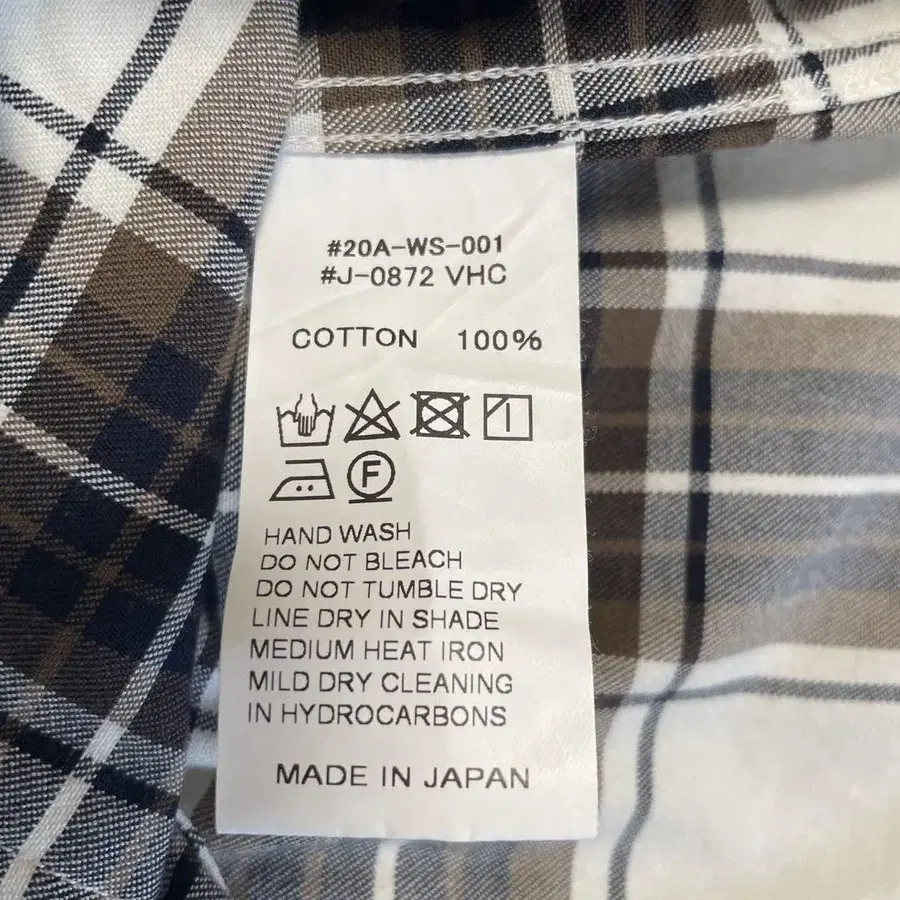 #20A-WS-001
#J-0872 VHC
COTTON 100%
F
HAND WASH
DO NOT BLEACH
DO NOT TUMBLE DRY
LINE DRY IN SHADE
MEDIUM HEAT IRON
MILD DRY CLEANING
IN HYDROCARBONS
MADE IN JAPAN